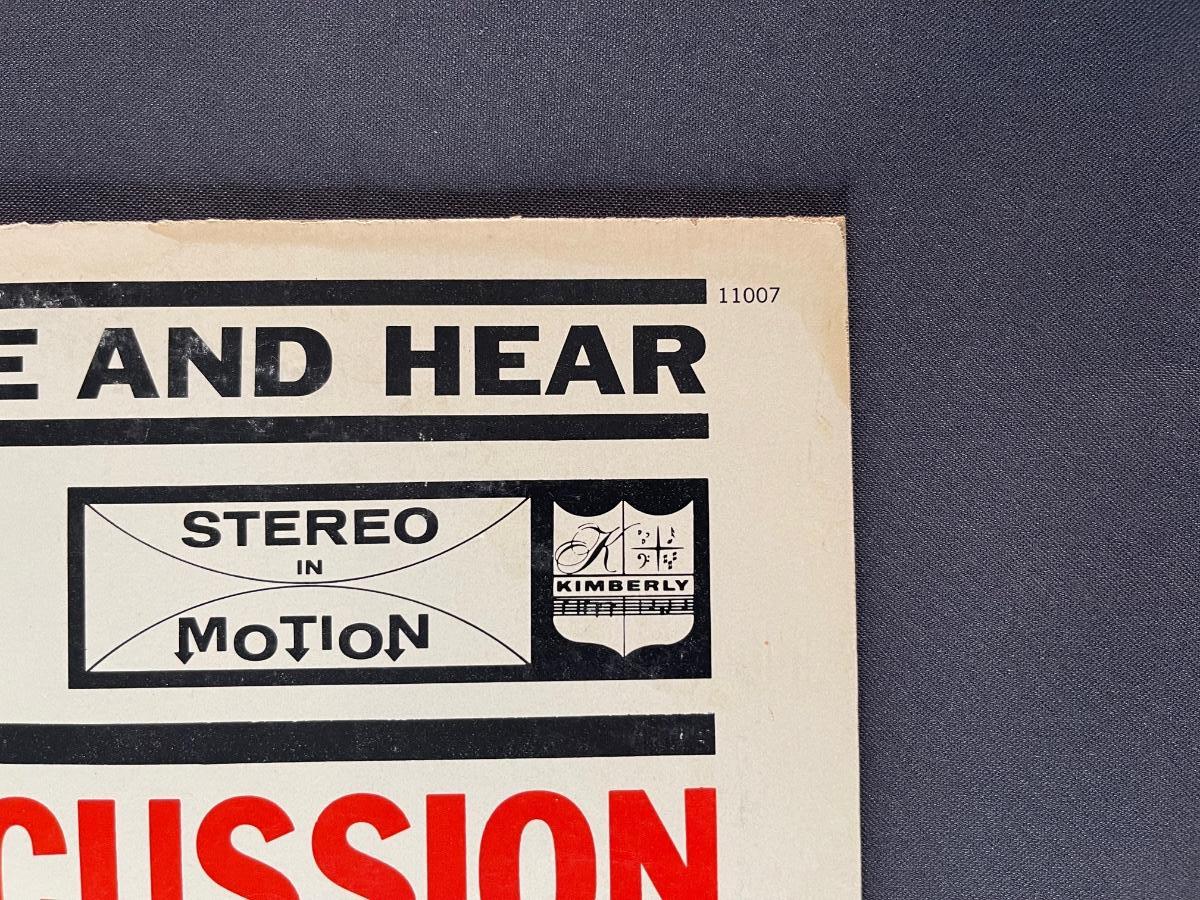 11007
E AND HEAR
STEREO
IN
MOTION
K
KIMBERLY
CUSSION